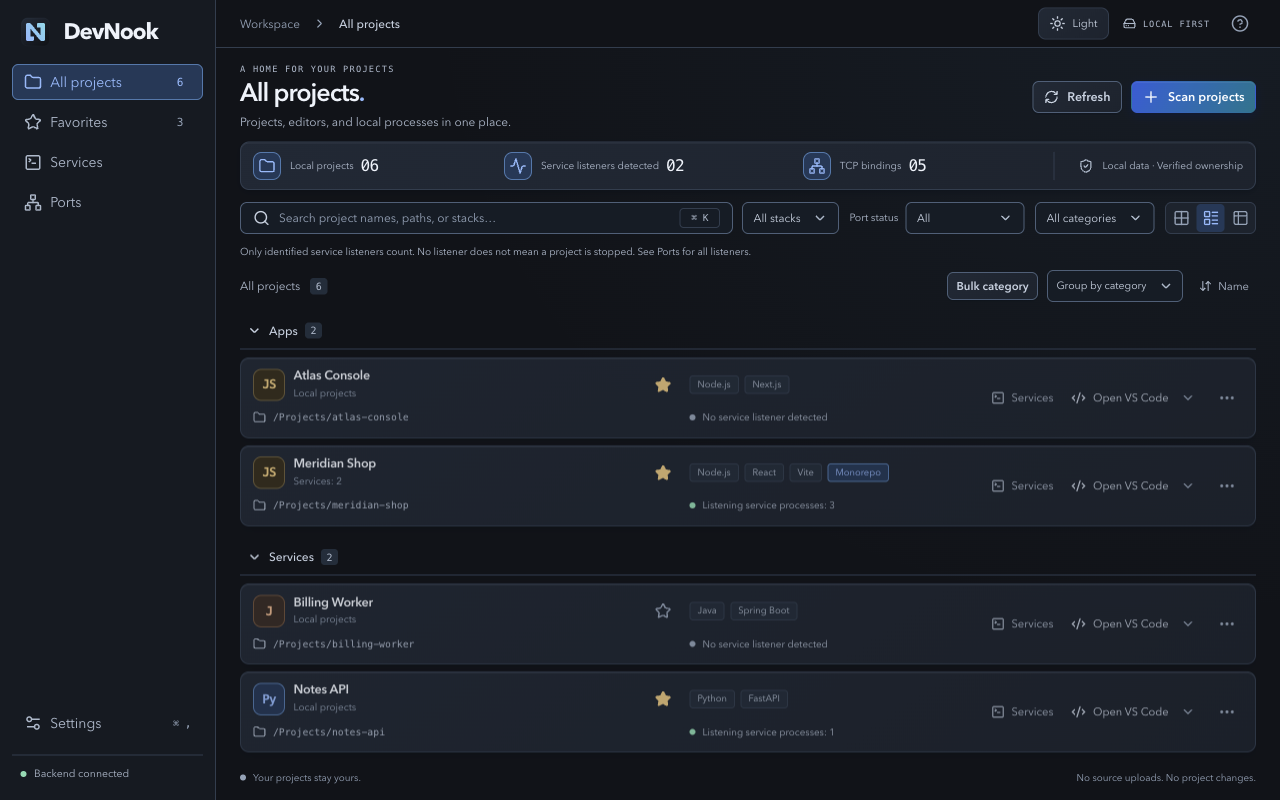 DevNook
All projects 6
Favorites 3
Services
Ports
Settings ⌘ ,
Backend connected
Workspace All projects
Light
LOCAL FIRST
A HOME FOR YOUR PROJECTS
All projects.
Projects, editors, and local processes in one place.
Refresh
Scan projects
Local projects 06
Service listeners detected 02
TCP bindings 05
Local data · Verified ownership
Search project names, paths, or stacks… ⌘ K
All stacks
Port status
All
All categories
Only identified service listeners count. No listener does not mean a project is stopped. See Ports for all listeners.
All projects 6
Bulk category
Group by category
Name
Apps 2
JS
Atlas Console
Local projects
/Projects/atlas-console
Node.js Next.js
No service listener detected
Services Open VS Code
JS
Meridian Shop
Services: 2
/Projects/meridian-shop
Node.js React Vite Monorepo
Listening service processes: 3
Services Open VS Code
Services 2
J
Billing Worker
Local projects
/Projects/billing-worker
Java Spring Boot
No service listener detected
Services Open VS Code
Py
Notes API
Local projects
/Projects/notes-api
Python FastAPI
Listening service processes: 1
Services Open VS Code
Your projects stay yours.
No source uploads. No project changes.